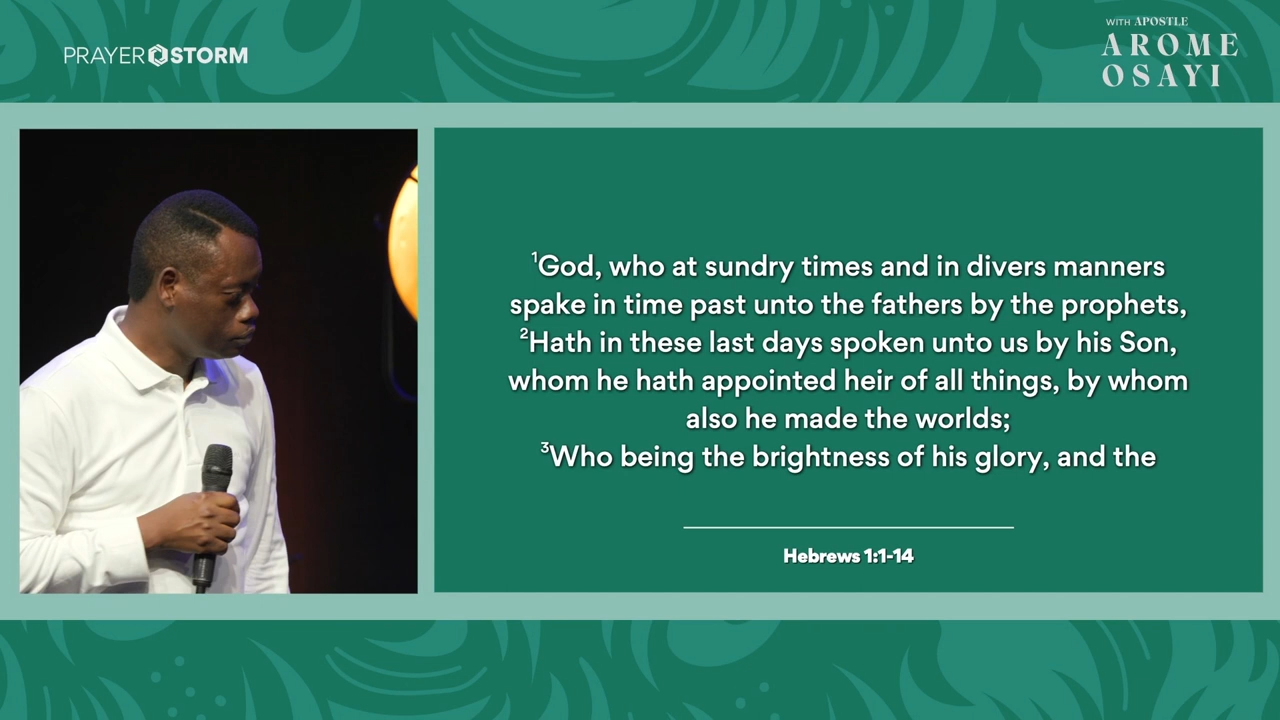 PRAYER STORM
WITH APOSTLE
AROME
OSAYI
¹God, who at sundry times and in divers manners
spake in time past unto the fathers by the prophets,
²Hath in these last days spoken unto us by his Son,
whom he hath appointed heir of all things, by whom
also he made the worlds;
³Who being the brightness of his glory, and the
Hebrews 1:1-14